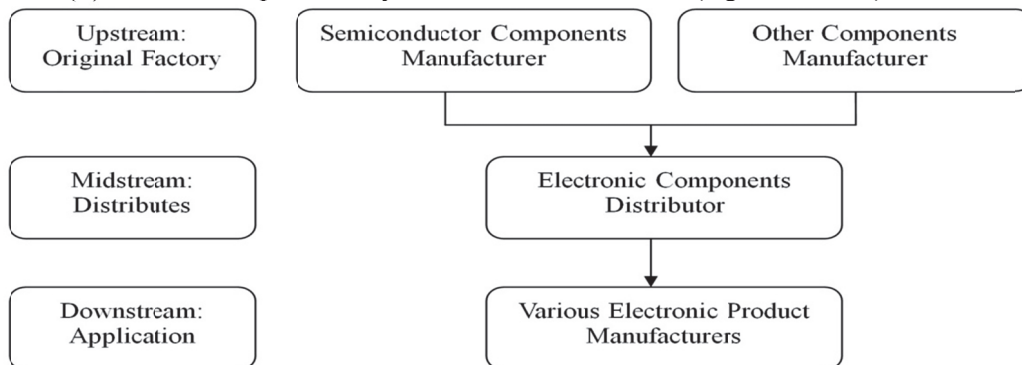 Upstream:
Original Factory
Semiconductor Components
Manufacturer
Other Components
Manufacturer
Midstream:
Distributes
Electronic Components
Distributor
Downstream:
Application
Various Electronic Product
Manufacturers